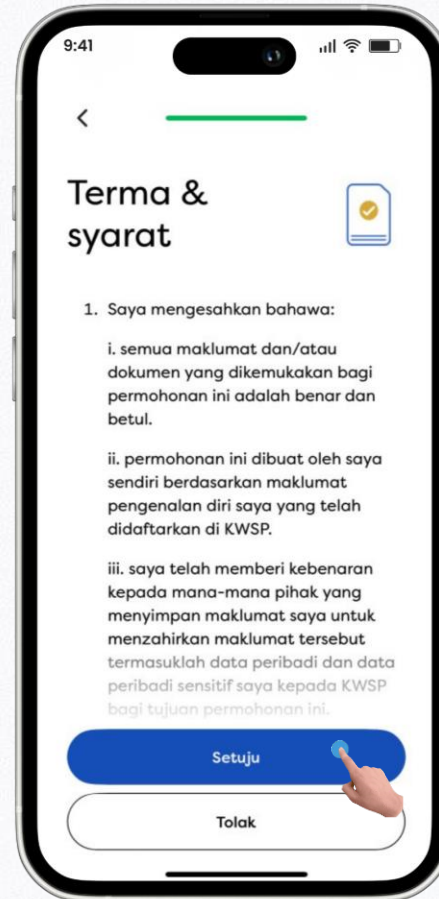 9:41
Terma &
syarat
1. Saya mengesahkan bahawa:
i. semua maklumat dan/atau
dokumen yang dikemukakan bagi
permohonan ini adalah benar dan
betul.
ii. permohonan ini dibuat oleh saya
sendiri berdasarkan maklumat
pengenalan diri saya yang telah
didaftarkan di KWSP.
iii. saya telah memberi kebenaran
kepada mana-mana pihak yang
menyimpan maklumat saya untuk
menzahirkan maklumat tersebut
termasuklah data peribadi dan data
peribadi sensitif saya kepada KWSP
bagi tujuan permohonan ini.
Setuju
Tolak